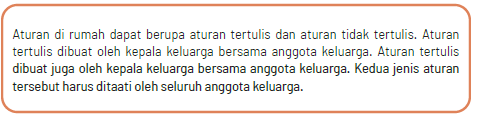 Aturan di rumah dapat berupa aturan tertulis dan aturan tidak tertulis. Aturan
tertulis dibuat oleh kepala keluarga bersama anggota keluarga. Aturan tertulis
dibuat juga oleh kepala keluarga bersama anggota keluarga. Kedua jenis aturan
tersebut harus ditaati oleh seluruh anggota keluarga.